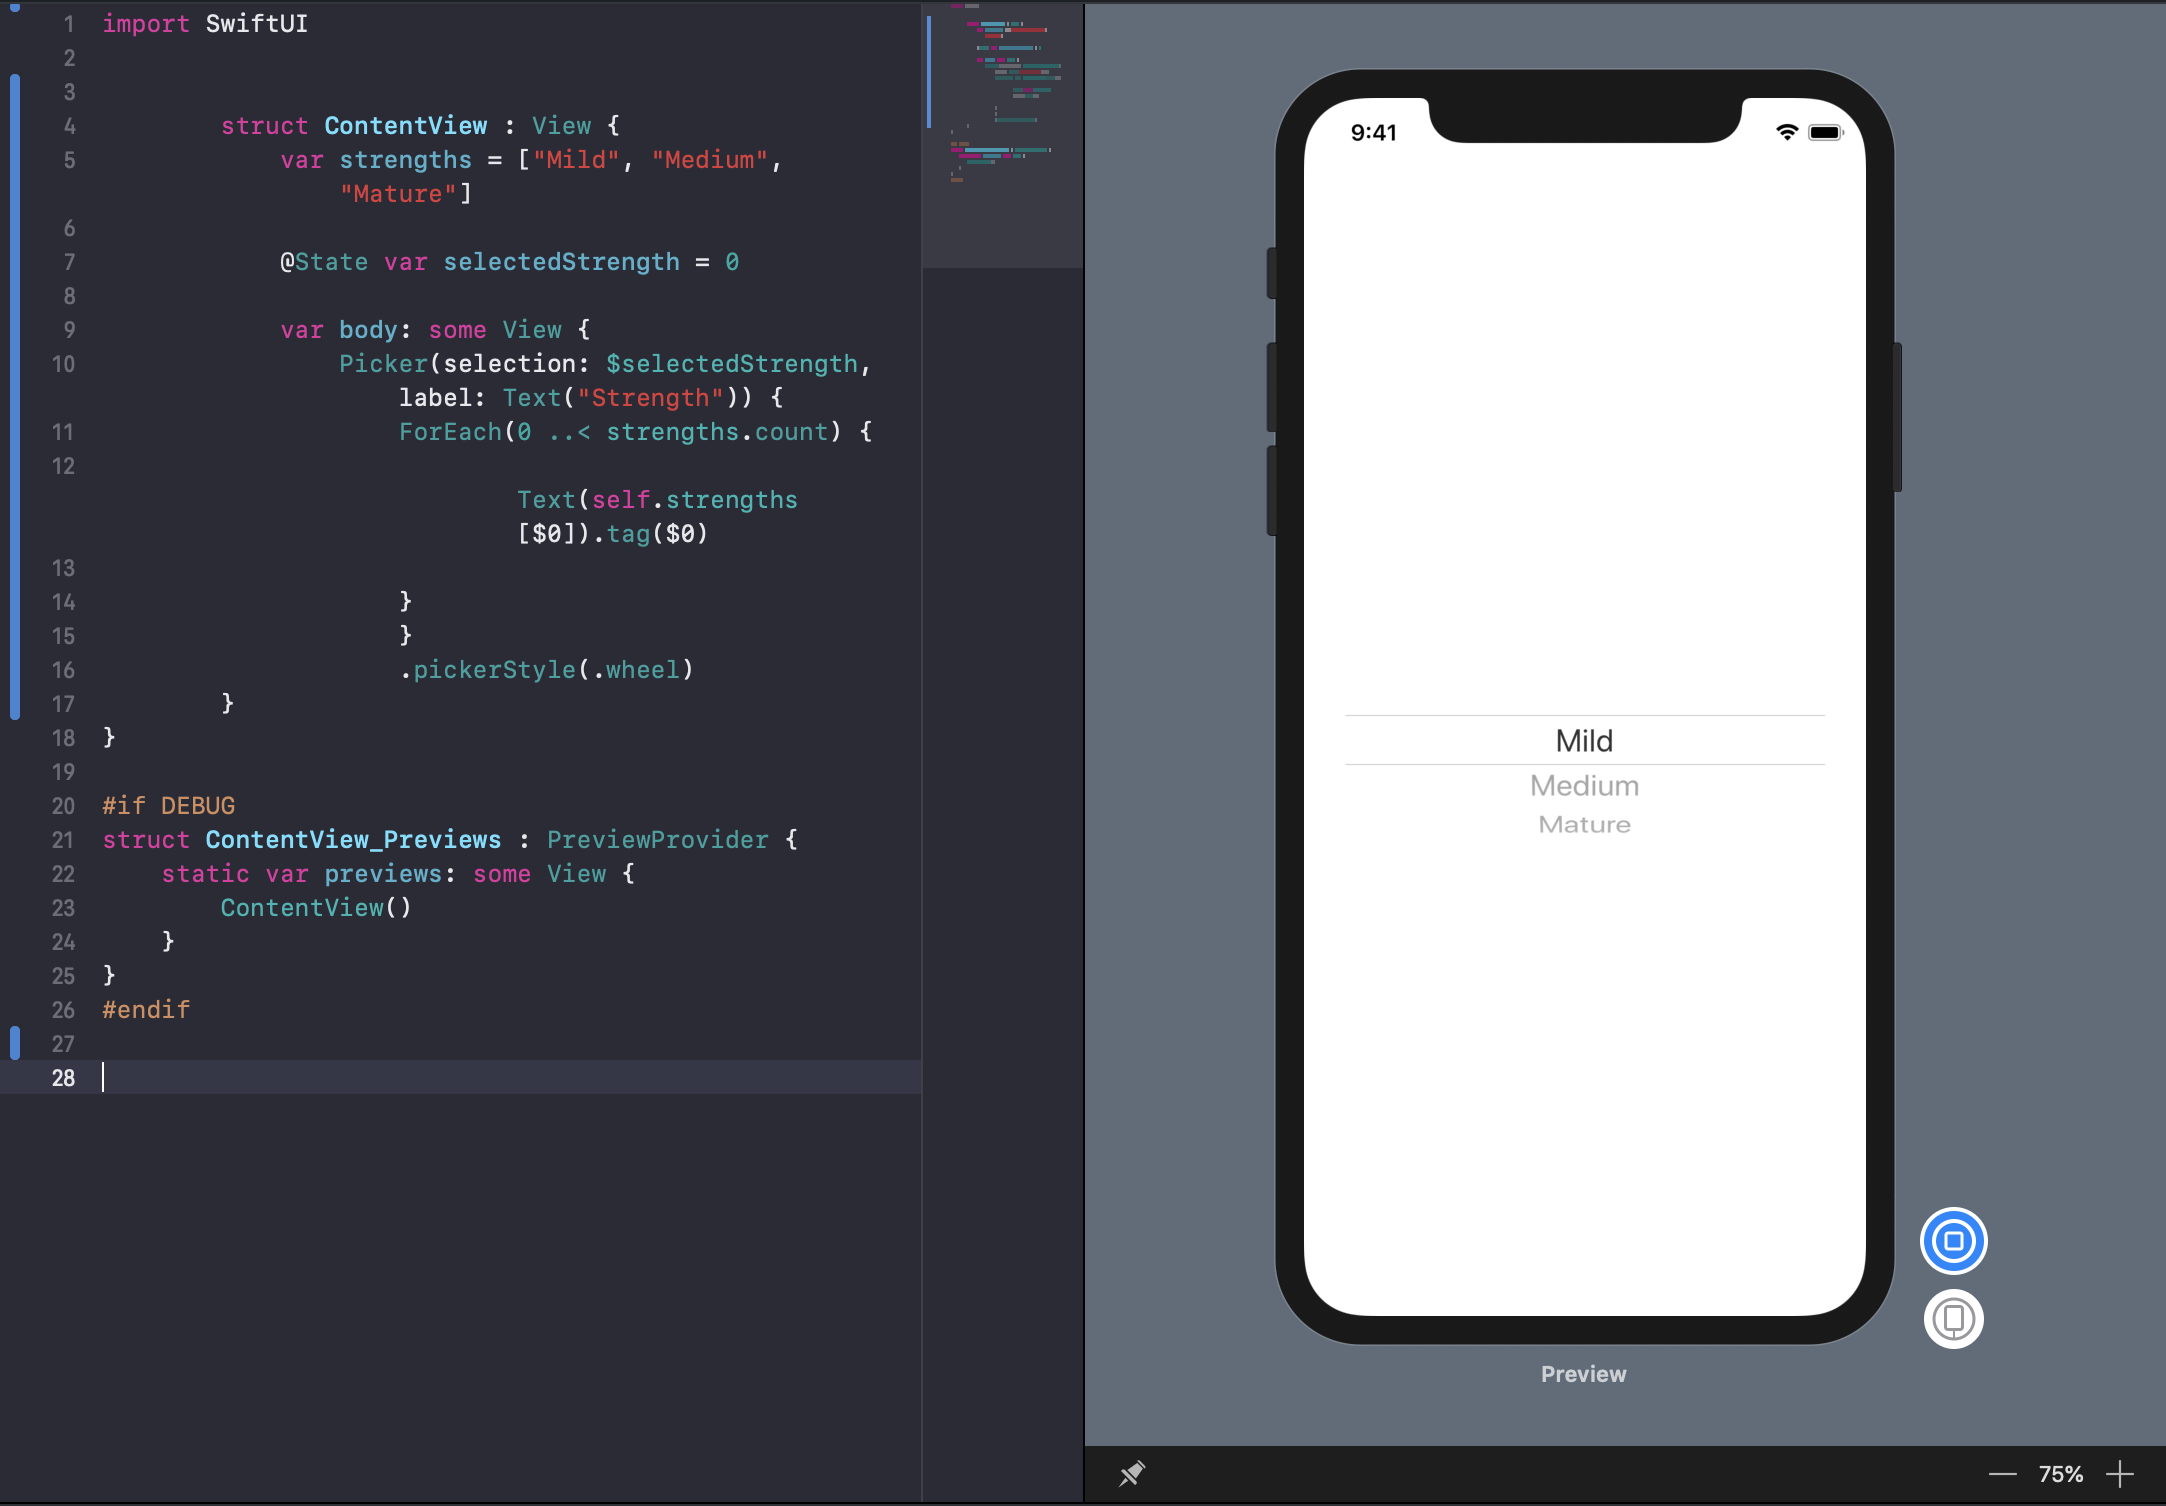 1 import SwiftUI
2
3
4 struct ContentView : View {
5 var strengths = ["Mild", "Medium",
"Mature"]
6
7 @State var selectedStrength = 0
8
9 var body: some View {
10 Picker(selection: $selectedStrength,
label: Text("Strength")) {
11 ForEach(0 ..< strengths.count) {
12
Text(self.strengths
[$0]).tag($0)
13
14 }
15 }
16 .pickerStyle(.wheel)
17 }
18 }
19
20 #if DEBUG
21 struct ContentView_Previews : PreviewProvider {
22 static var previews: some View {
23 ContentView()
24 }
25 }
26 #endif
27
28
9:41
Mild
Medium
Mature
Preview
75%